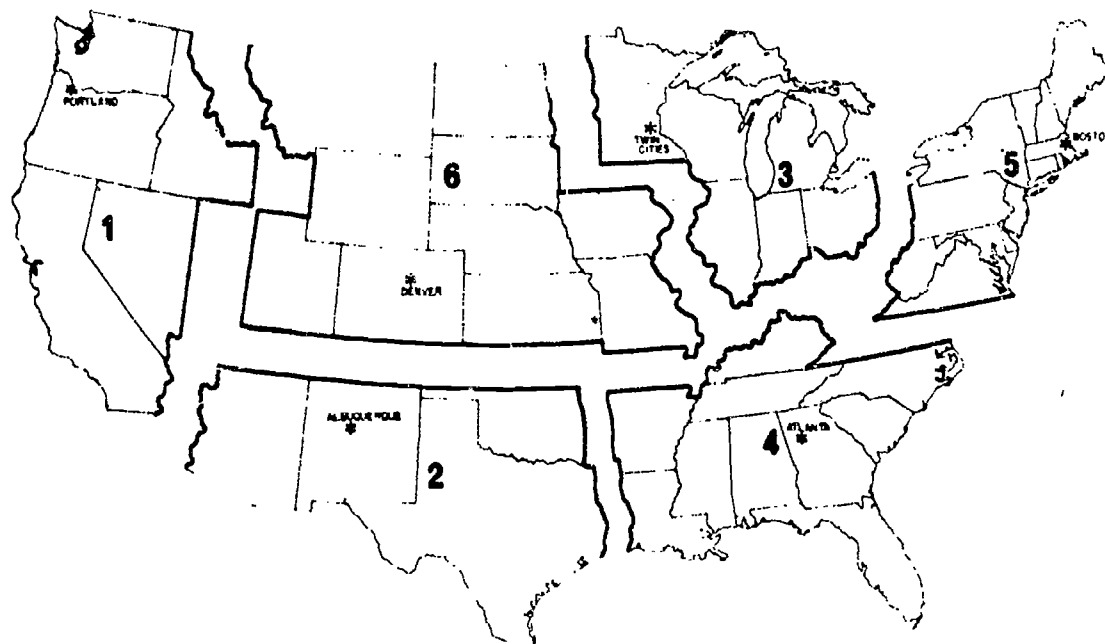 PORTLAND
TWIN
CITIES
BOSTO
6
3
5
1
DENVER
ALBUQUERQUE
ATLANTA
4
2